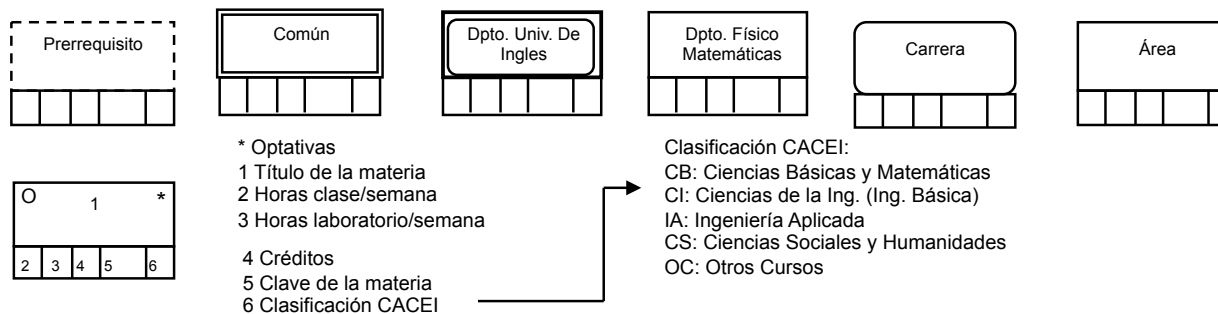 Prerrequisito
Común
Dpto. Univ. De
Ingles
Dpto. Físico
Matemáticas
Carrera
Área
* Optativas
1 Título de la materia
2 Horas clase/semana
3 Horas laboratorio/semana
4 Créditos
5 Clave de la materia
6 Clasificación CACEI
Clasificación CACEI:
CB: Ciencias Básicas y Matemáticas
CI: Ciencias de la Ing. (Ing. Básica)
IA: Ingeniería Aplicada
CS: Ciencias Sociales y Humanidades
OC: Otros Cursos
O 1 *
2 3 4 5 6